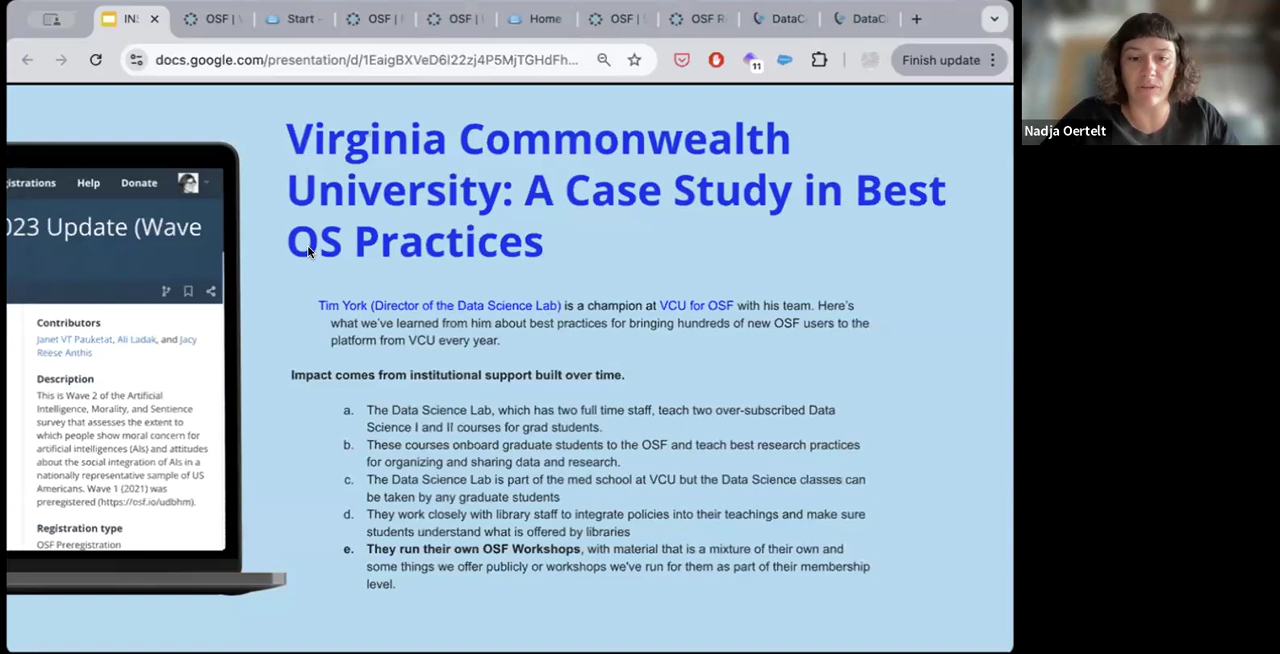 IN
OSF |
Start
OSF |
OSF |
Home
OSF |
OSF R
DataC
DataC
docs.google.com/presentation/d/1EaigBXVeD6I22zj4P5MjTGHdFh...
11
Finish update
Nadja Oertelt
gistrations
Help
Donate
023 Update (Wave
Contributors
Janet VT Pauketat, Ali Ladak, and Jacy
Reese Anthis
Description
This is Wave 2 of the Artificial
Intelligence, Morality, and Sentience
survey that assesses the extent to
which people show moral concern for
artificial intelligences (AIs) and attitudes
about the social integration of AIs in a
nationally representative sample of US
Americans. Wave 1 (2021) was
preregistered (https://osf.io/udbhm).
Registration type
OSF Preregistration
Virginia Commonwealth
University: A Case Study in Best
OS Practices
Tim York (Director of the Data Science Lab) is a champion at VCU for OSF with his team. Here's
what we've learned from him about best practices for bringing hundreds of new OSF users to the
platform from VCU every year.
Impact comes from institutional support built over time.
a. The Data Science Lab, which has two full time staff, teach two over-subscribed Data
Science I and II courses for grad students.
b. These courses onboard graduate students to the OSF and teach best research practices
for organizing and sharing data and research.
c. The Data Science Lab is part of the med school at VCU but the Data Science classes can
be taken by any graduate students
d. They work closely with library staff to integrate policies into their teachings and make sure
students understand what is offered by libraries
e. They run their own OSF Workshops, with material that is a mixture of their own and
some things we offer publicly or workshops we've run for them as part of their membership
level.